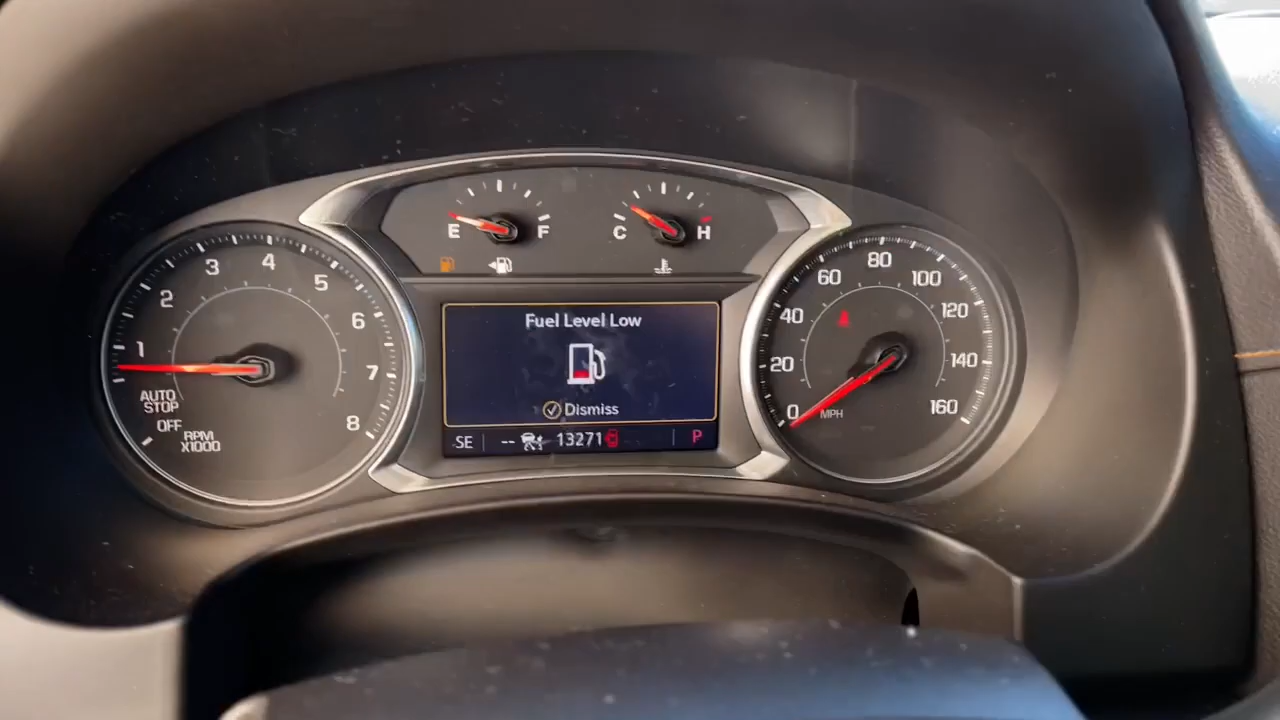 E F C H
1 2 3 4 5 6 7 8
AUTO
STOP
OFF
RPM
X1000
Fuel Level Low
Dismiss
SE -- 13271 P
0 20 40 60 80 100 120 140 160
MPH